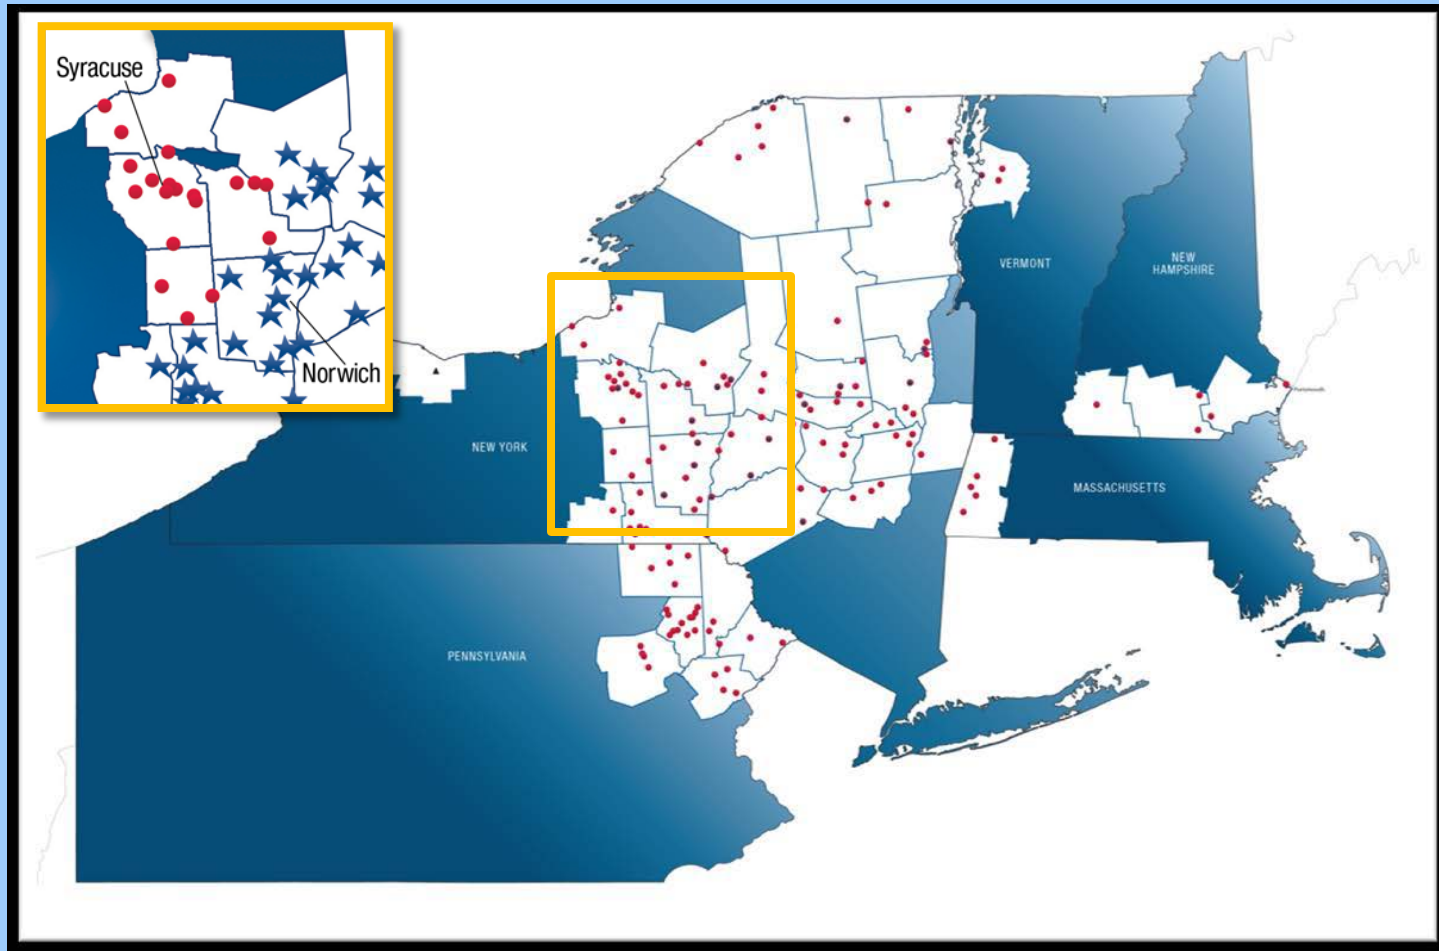 Syracuse
Norwich
NEW YORK
VERMONT
NEW
HAMPSHIRE
MASSACHUSETTS
PENNSYLVANIA